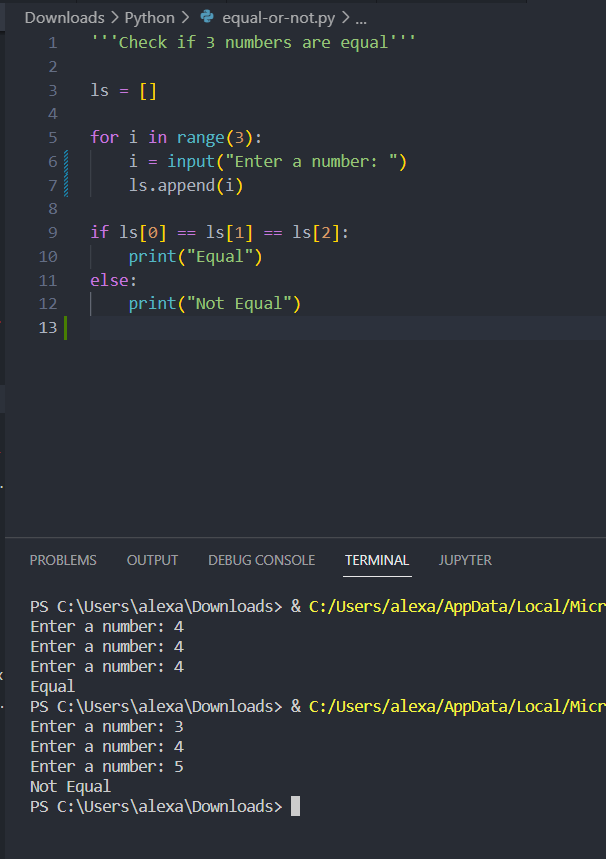 Downloads > Python > equal-or-not.py > ...
1 '''Check if 3 numbers are equal'''
2
3 ls = []
4
5 for i in range(3):
6     i = input("Enter a number: ")
7     ls.append(i)
8
9 if ls[0] == ls[1] == ls[2]:
10     print("Equal")
11 else:
12     print("Not Equal")
13
PROBLEMS OUTPUT DEBUG CONSOLE TERMINAL JUPYTER
PS C:\Users\alexa\Downloads> & C:/Users/alexa/AppData/Local/Micr
Enter a number: 4
Enter a number: 4
Enter a number: 4
Equal
PS C:\Users\alexa\Downloads> & C:/Users/alexa/AppData/Local/Micr
Enter a number: 3
Enter a number: 4
Enter a number: 5
Not Equal
PS C:\Users\alexa\Downloads>